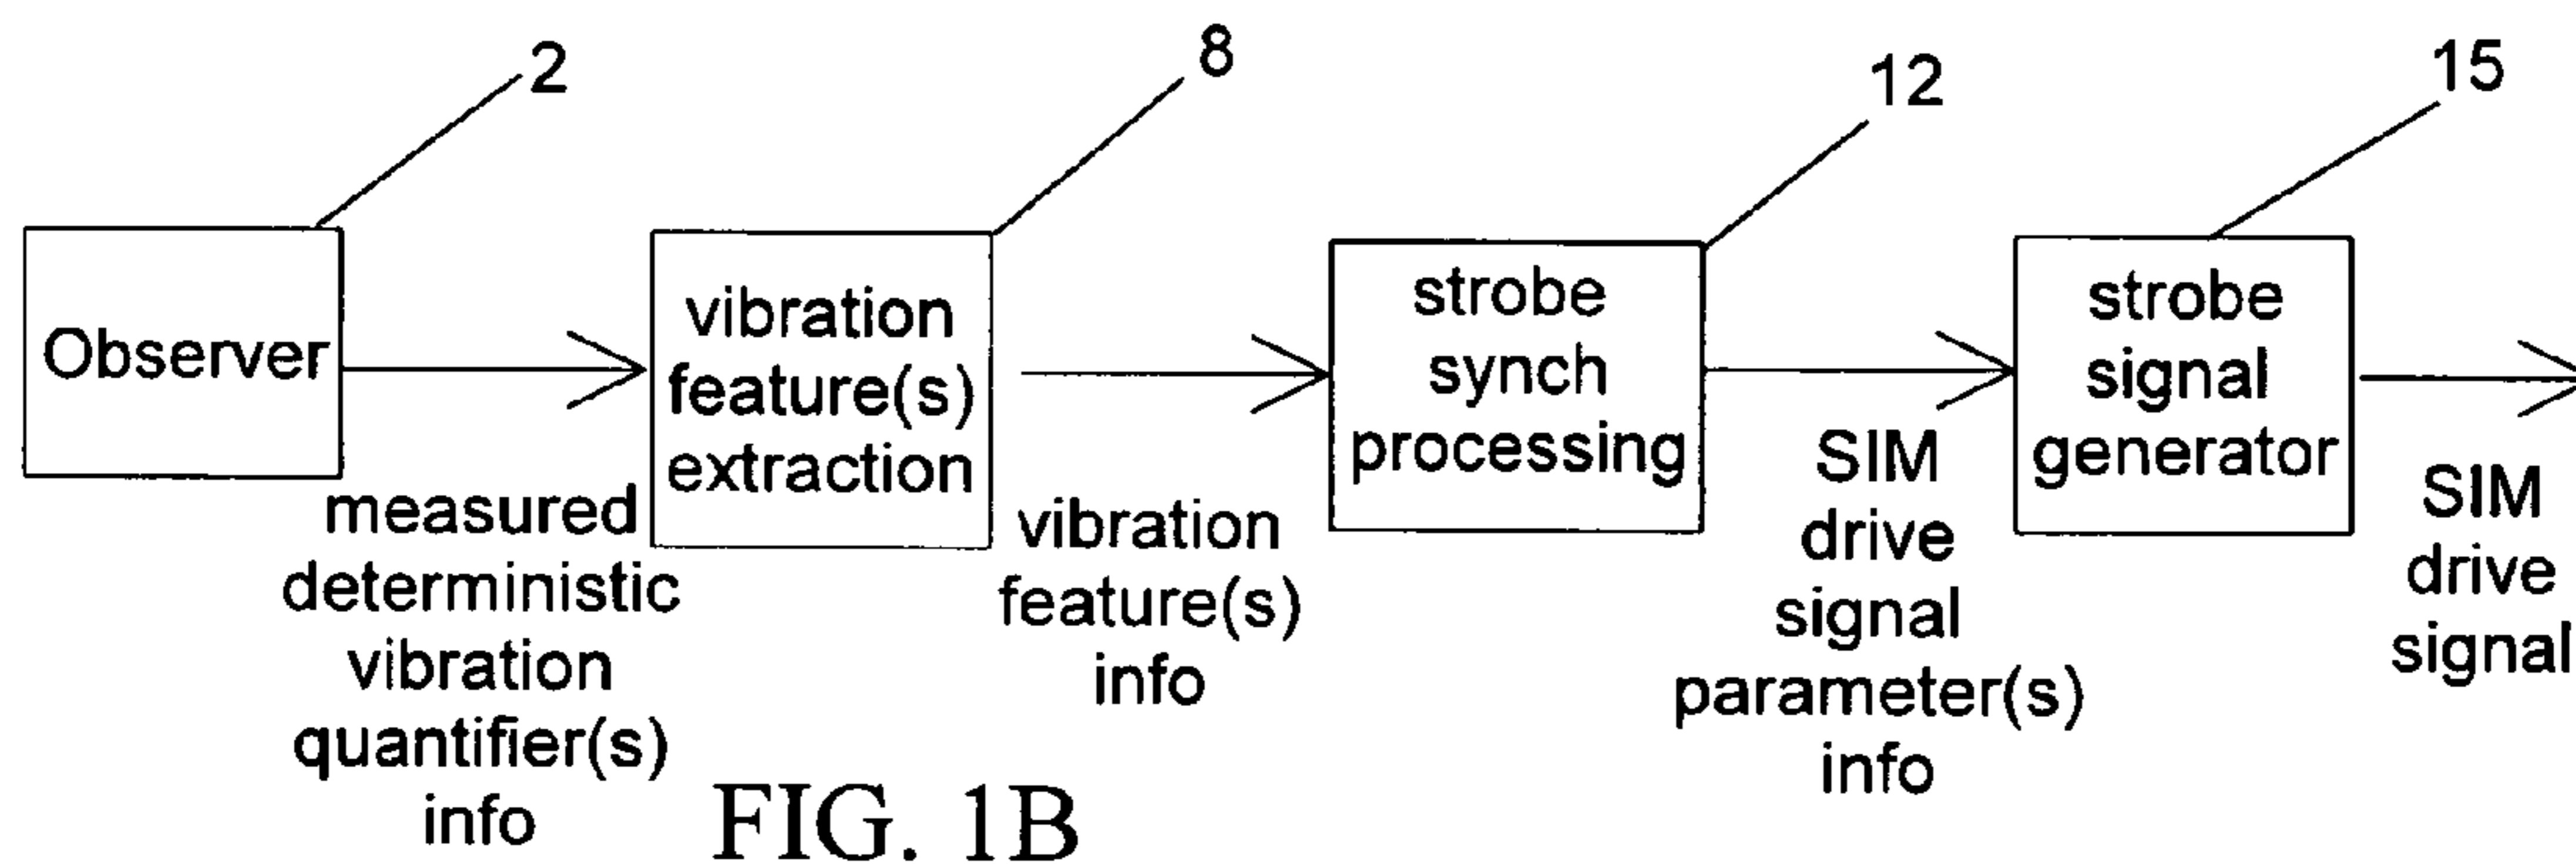 2
8
12
15
Observer
vibration
feature(s)
extraction
strobe
synch
processing
strobe
signal
generator
measured
deterministic
vibration
quantifier(s)
info
vibration
feature(s)
info
SIM
drive
signal
parameter(s)
info
SIM
drive
signal
FIG. 1B